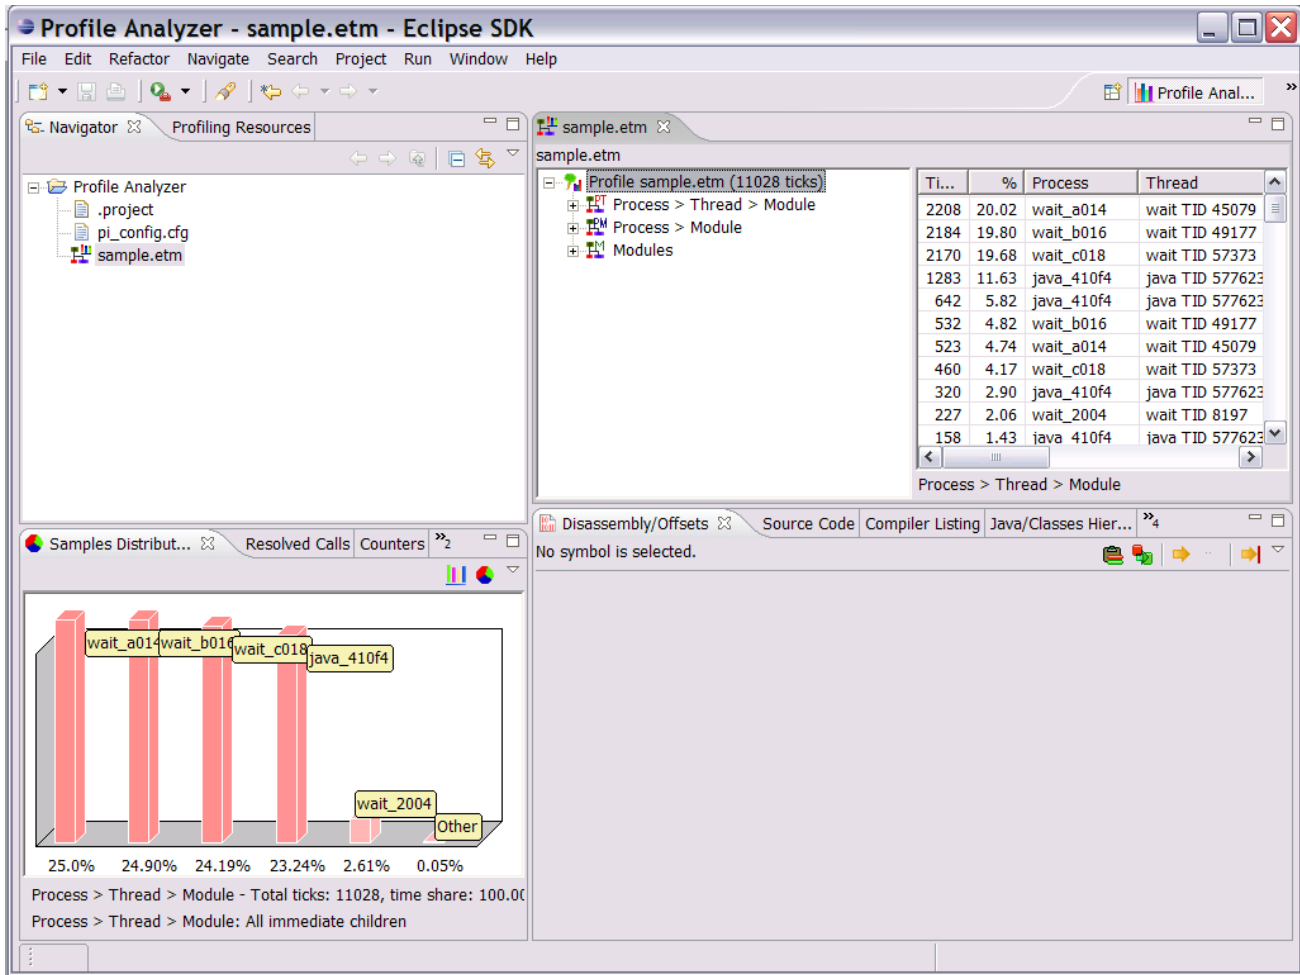 Profile Analyzer - sample.etm - Eclipse SDK
File Edit Refactor Navigate Search Project Run Window Help
Profile Anal... »
Navigator Profiling Resources
Profile Analyzer
.project
pi_config.cfg
sample.etm
sample.etm
sample.etm
Profile sample.etm (11028 ticks)
Process > Thread > Module
Process > Module
Modules
Ti... % Process Thread
2208 20.02 wait_a014 wait TID 45079
2184 19.80 wait_b016 wait TID 49177
2170 19.68 wait_c018 wait TID 57373
1283 11.63 java_410f4 java TID 577623
642 5.82 java_410f4 java TID 577623
532 4.82 wait_b016 wait TID 49177
523 4.74 wait_a014 wait TID 45079
460 4.17 wait_c018 wait TID 57373
320 2.90 java_410f4 java TID 577623
227 2.06 wait_2004 wait TID 8197
158 1.43 java_410f4 java TID 577623
Process > Thread > Module
Samples Distribut... Resolved Calls Counters »2
wait_a014 wait_b016 wait_c018 java_410f4
wait_2004
Other
25.0% 24.90% 24.19% 23.24% 2.61% 0.05%
Process > Thread > Module - Total ticks: 11028, time share: 100.00
Process > Thread > Module: All immediate children
Disassembly/Offsets Source Code Compiler Listing Java/Classes Hier... »4
No symbol is selected.